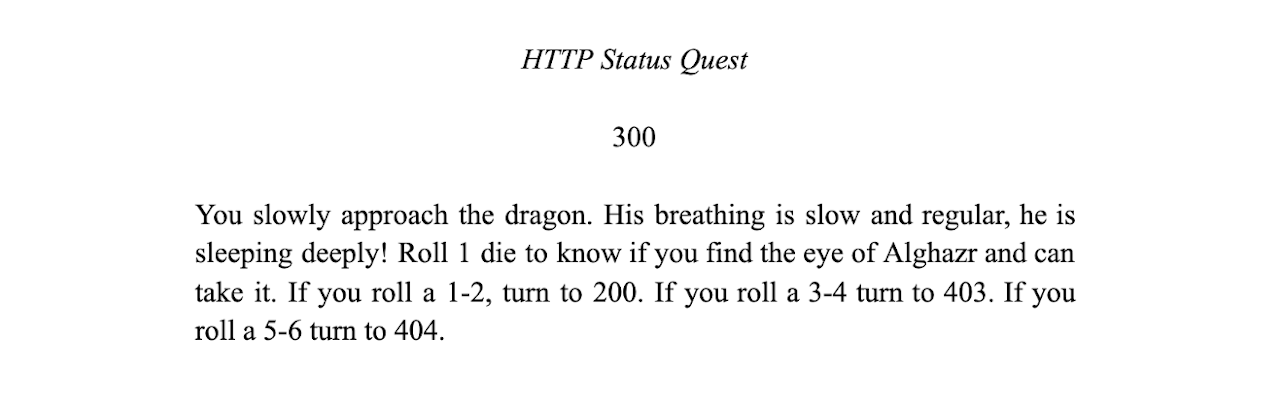 HTTP Status Quest
300
You slowly approach the dragon. His breathing is slow and regular, he is
sleeping deeply! Roll 1 die to know if you find the eye of Alghazr and can
take it. If you roll a 1-2, turn to 200. If you roll a 3-4 turn to 403. If you
roll a 5-6 turn to 404.